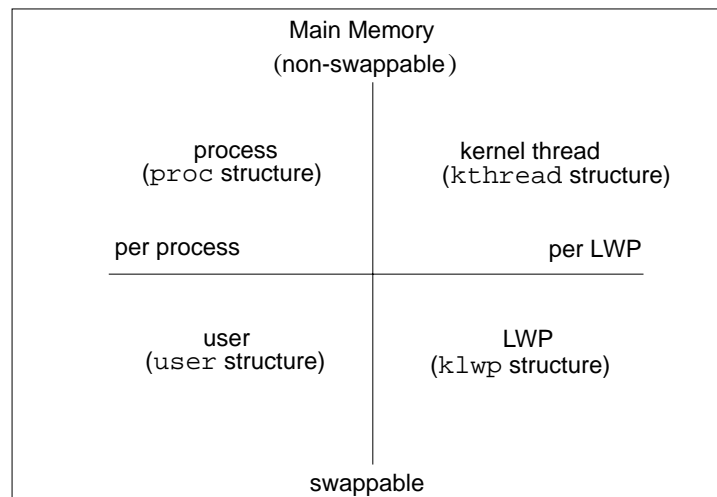 Main Memory
(non-swappable)
process
(proc structure)
kernel thread
(kthread structure)
per process
per LWP
user
(user structure)
LWP
(klwp structure)
swappable